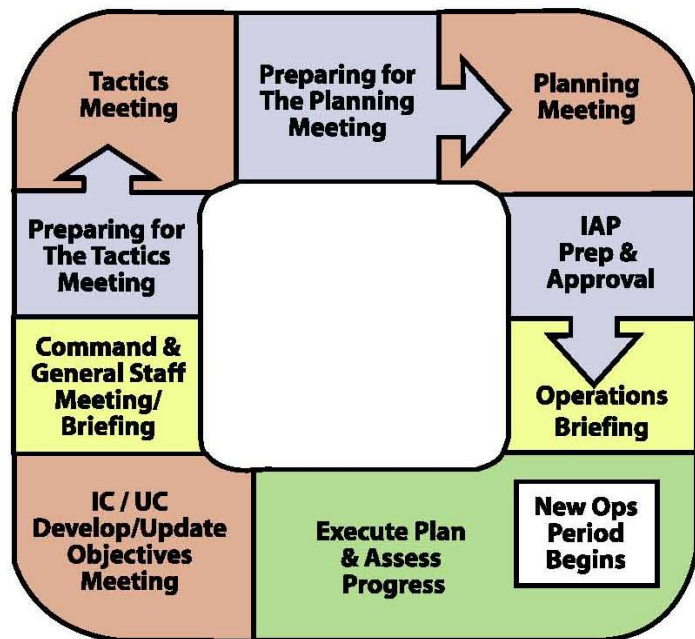 Tactics
Meeting
Preparing for
The Planning
Meeting
Planning
Meeting
Preparing for
The Tactics
Meeting
IAP
Prep &
Approval
Command &
General Staff
Meeting/
Briefing
Operations
Briefing
IC / UC
Develop/Update
Objectives
Meeting
Execute Plan
& Assess
Progress
New Ops
Period
Begins